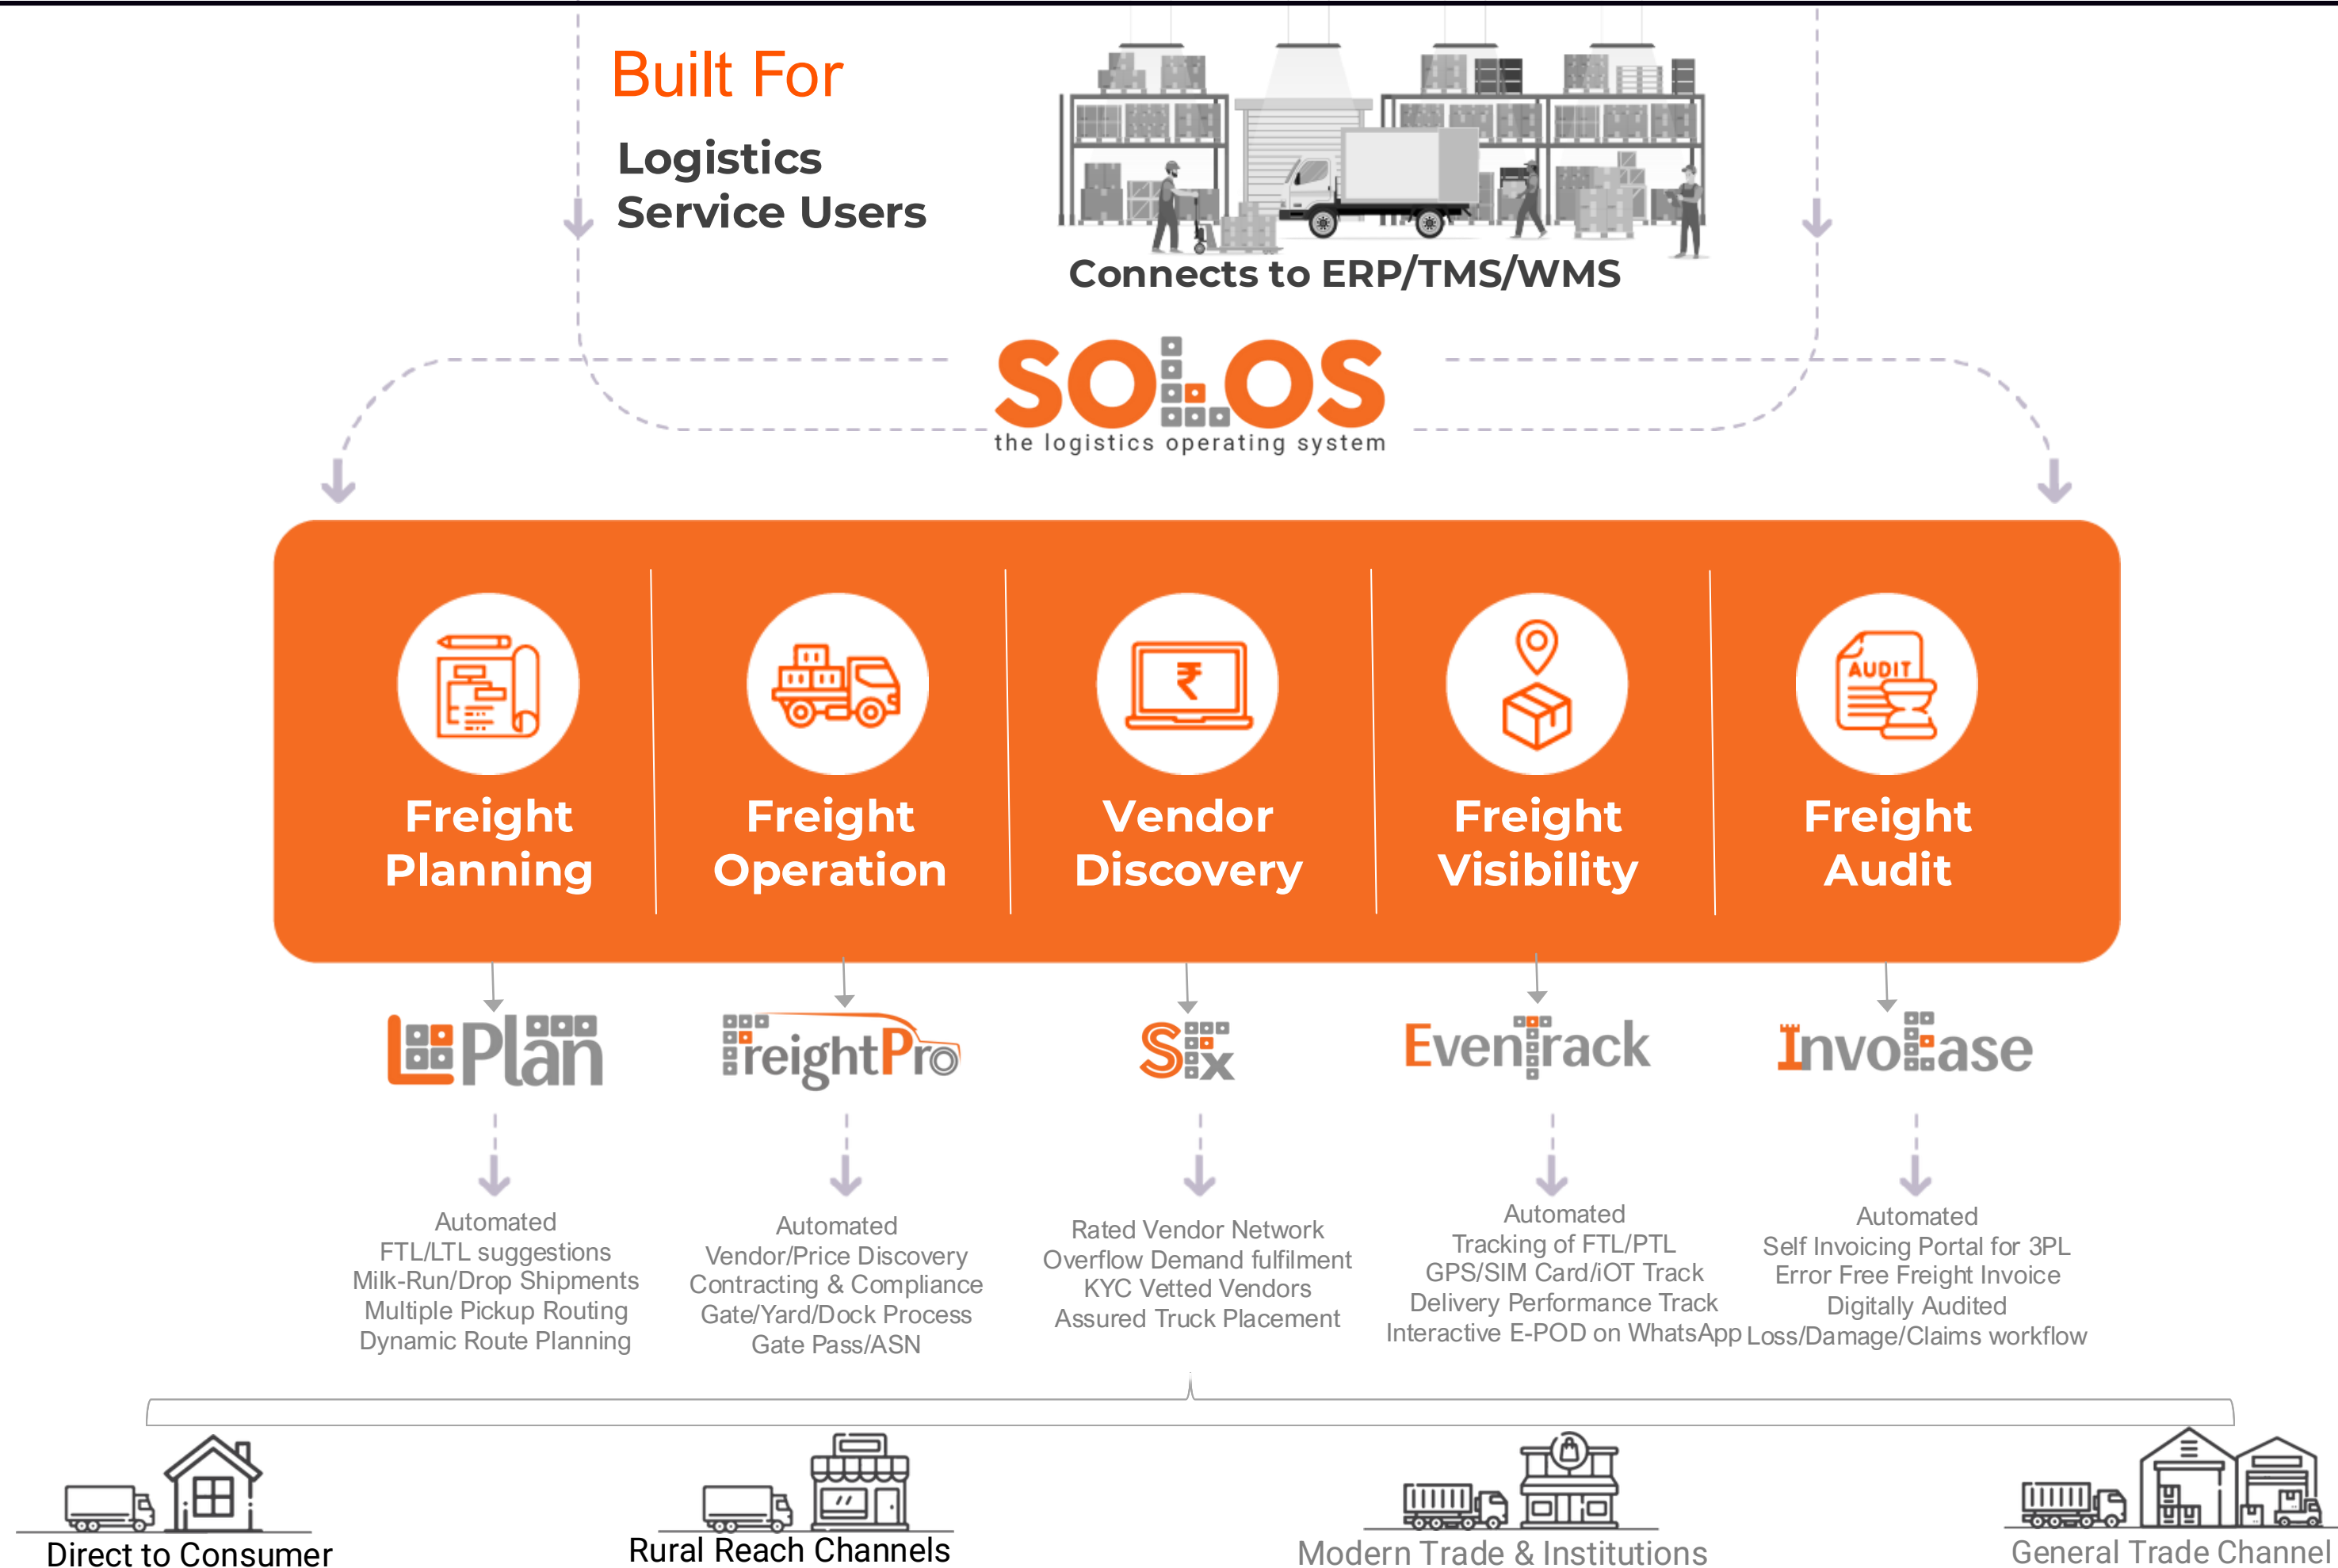 Built For
Logistics
Service Users
Connects to ERP/TMS/WMS
SOLOS
the logistics operating system
₹
AUDIT
Freight
Planning
Freight
Operation
Vendor
Discovery
Freight
Visibility
Freight
Audit
LoPlan
FreightPro
SEx
EvenTrack
InvoEase
Automated
FTL/LTL suggestions
Milk-Run/Drop Shipments
Multiple Pickup Routing
Dynamic Route Planning
Automated
Vendor/Price Discovery
Contracting & Compliance
Gate/Yard/Dock Process
Gate Pass/ASN
Rated Vendor Network
Overflow Demand fulfilment
KYC Vetted Vendors
Assured Truck Placement
Automated
Tracking of FTL/PTL
GPS/SIM Card/iOT Track
Delivery Performance Track
Interactive E-POD on WhatsApp
Automated
Self Invoicing Portal for 3PL
Error Free Freight Invoice
Digitally Audited
Loss/Damage/Claims workflow
Direct to Consumer
Rural Reach Channels
Modern Trade & Institutions
General Trade Channel